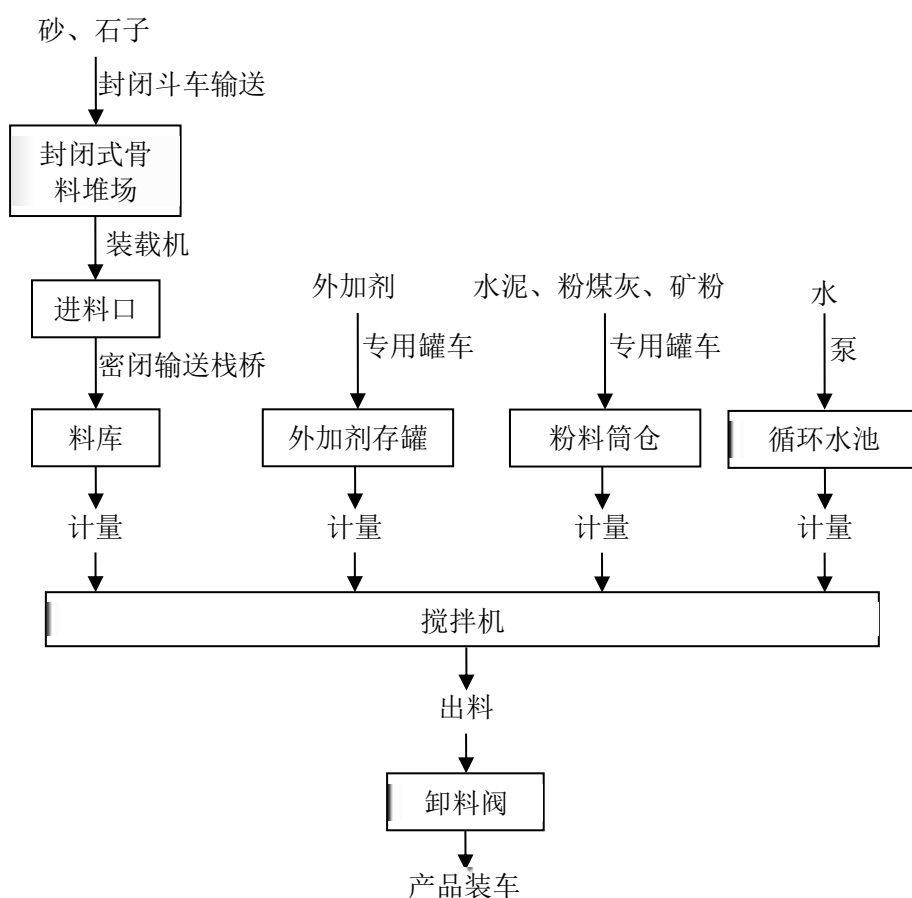 砂、石子
封闭斗车输送
封闭式骨
料堆场
装载机
进料口
外加剂
水泥、粉煤灰、矿粉
水
密闭输送栈桥
专用罐车
专用罐车
泵
料库
外加剂存罐
粉料筒仓
循环水池
计量
计量
计量
计量
搅拌机
出料
卸料阀
产品装车